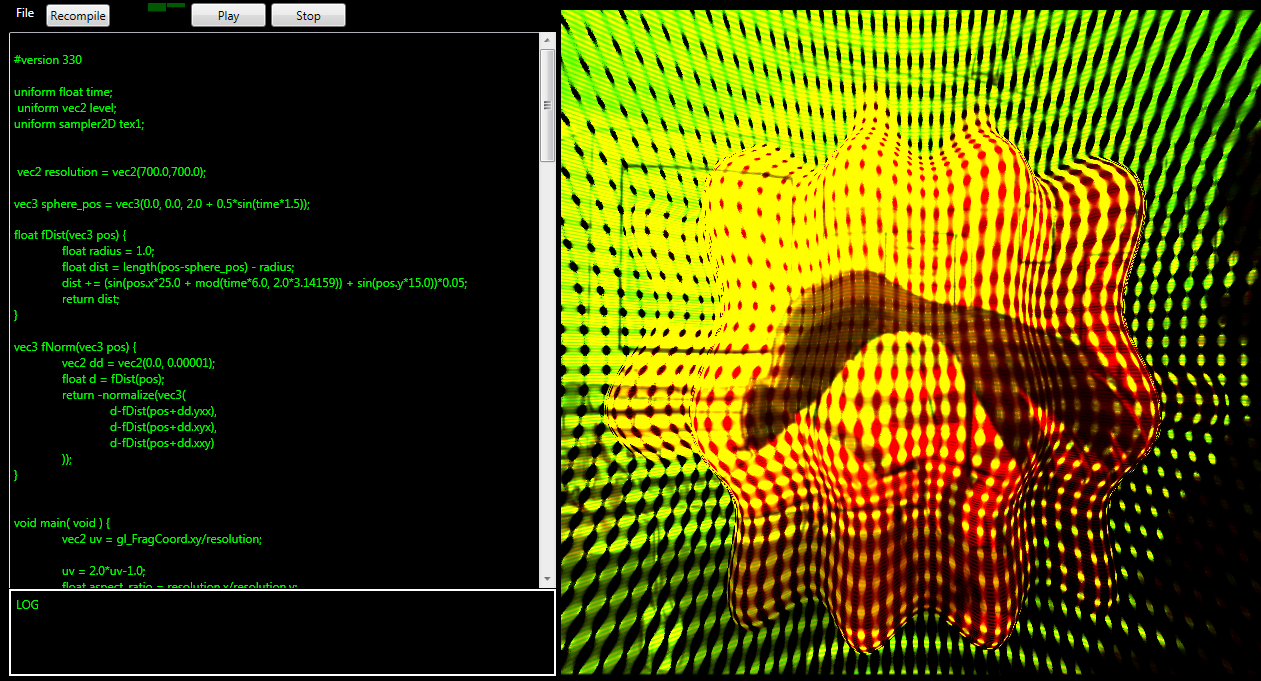 File Recompile Play Stop
#version 330
uniform float time;
uniform vec2 level;
uniform sampler2D tex1;
vec2 resolution = vec2(700.0,700.0);
vec3 sphere_pos = vec3(0.0, 0.0, 2.0 + 0.5*sin(time*1.5));
float fDist(vec3 pos) {
float radius = 1.0;
float dist = length(pos-sphere_pos) - radius;
dist += (sin(pos.x*25.0 + mod(time*6.0, 2.0*3.14159)) + sin(pos.y*15.0))*0.05;
return dist;
}
vec3 fNorm(vec3 pos) {
vec2 dd = vec2(0.0, 0.00001);
float d = fDist(pos);
return -normalize(vec3(
d-fDist(pos+dd.yxx),
d-fDist(pos+dd.xyx),
d-fDist(pos+dd.xxy)
));
}
void main( void ) {
vec2 uv = gl_FragCoord.xy/resolution;
uv = 2.0*uv-1.0;
float aspect_ratio = resolution.x/resolution.y;
LOG